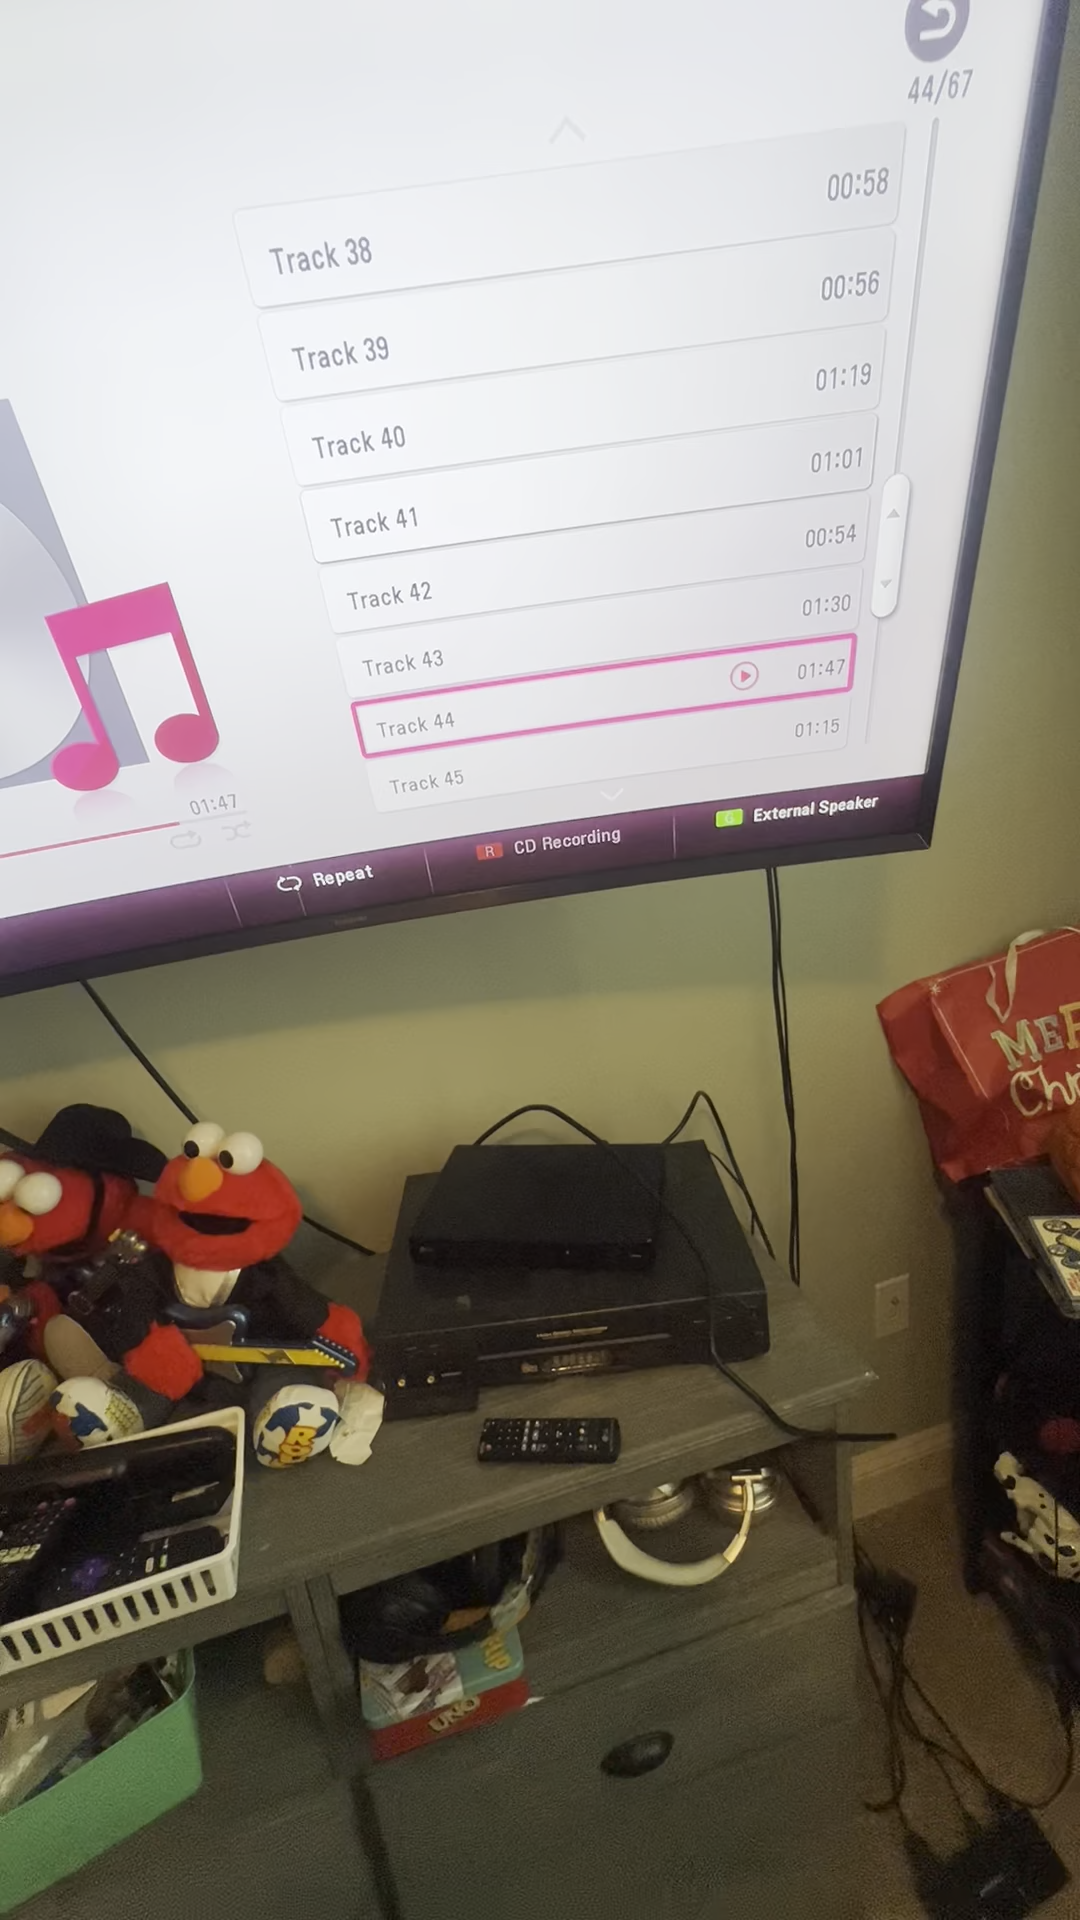 44/67
Track 38 00:58
Track 39 00:56
Track 40 01:19
Track 41 01:01
Track 42 00:54
Track 43 01:30
Track 44 01:47
Track 45 01:15
01:47
Repeat
R CD Recording
G External Speaker
UNO